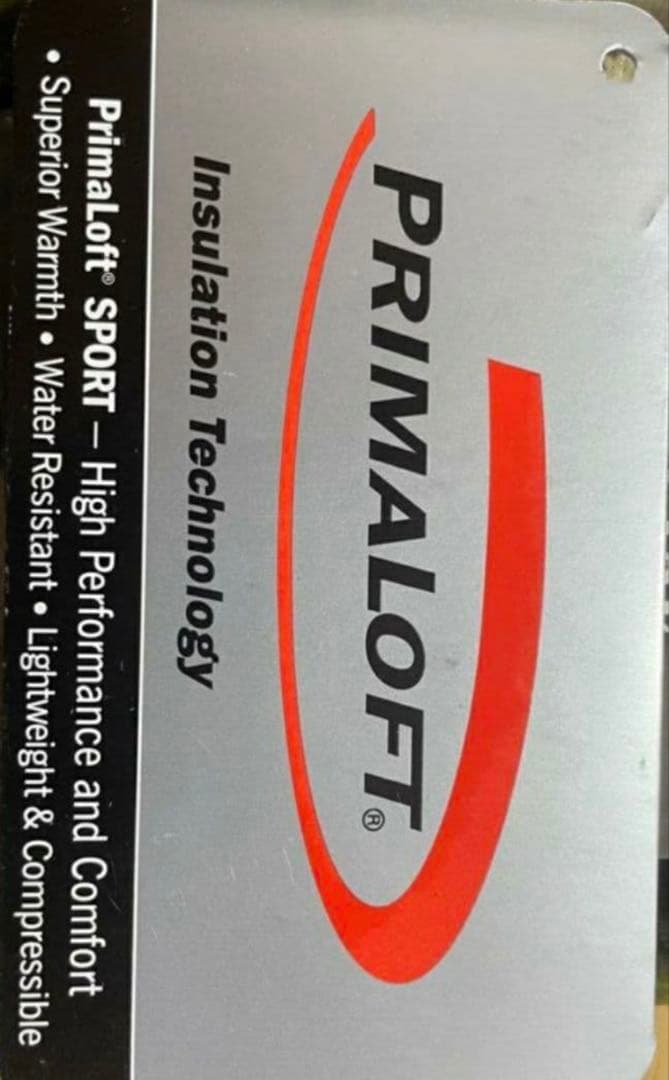 PRIMALOFT®
Insulation Technology
PrimaLoft® SPORT – High Performance and Comfort
• Superior Warmth • Water Resistant • Lightweight & Compressible